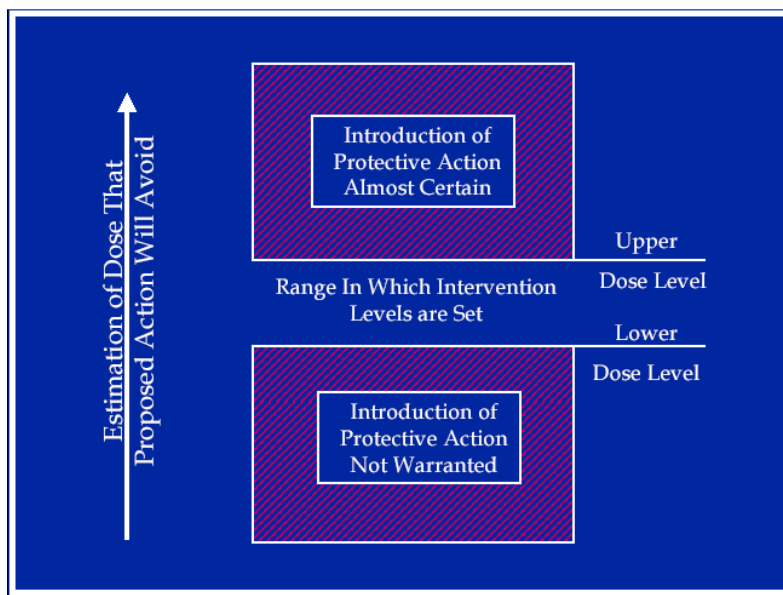 Estimation of Dose That
Proposed Action Will Avoid
Introduction of
Protective Action
Almost Certain
Upper
Dose Level
Range In Which Intervention
Levels are Set
Lower
Dose Level
Introduction of
Protective Action
Not Warranted